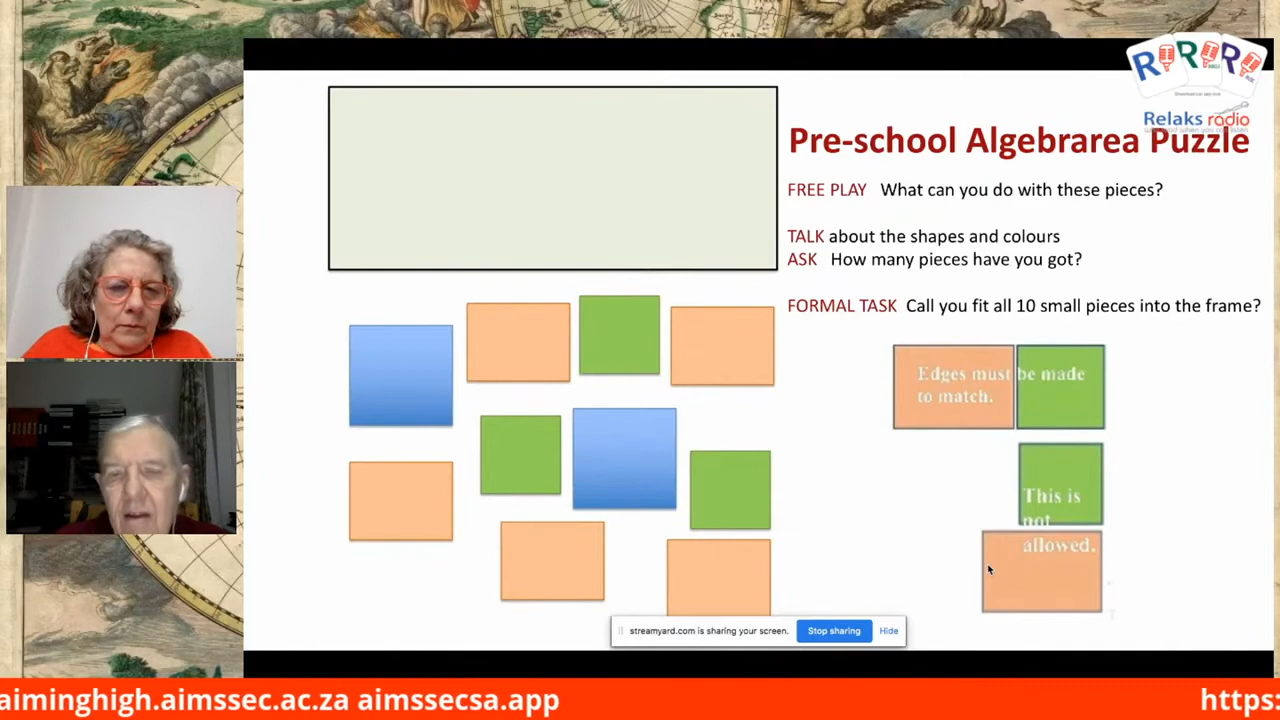 Relaks radio
Pre-school Algebrarea Puzzle
FREE PLAY What can you do with these pieces?
TALK about the shapes and colours
ASK How many pieces have you got?
FORMAL TASK Call you fit all 10 small pieces into the frame?
Edges must be made
to match.
This is
not
allowed.
streamyard.com is sharing your screen. Stop sharing Hide
aiminghigh.aimssec.ac.za aimssecsa.app
https: